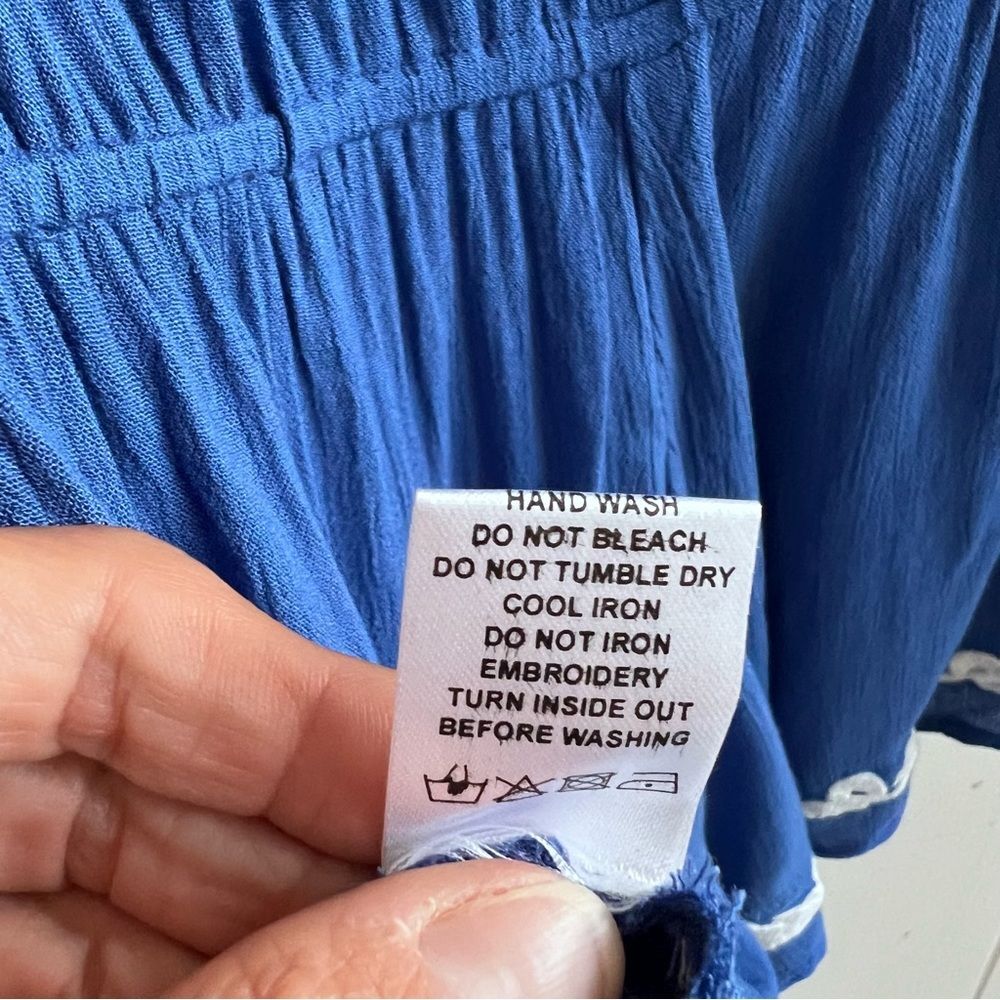 HAND WASH
DO NOT BLEACH
DO NOT TUMBLE DRY
COOL IRON
DO NOT IRON
EMBROIDERY
TURN INSIDE OUT
BEFORE WASHING